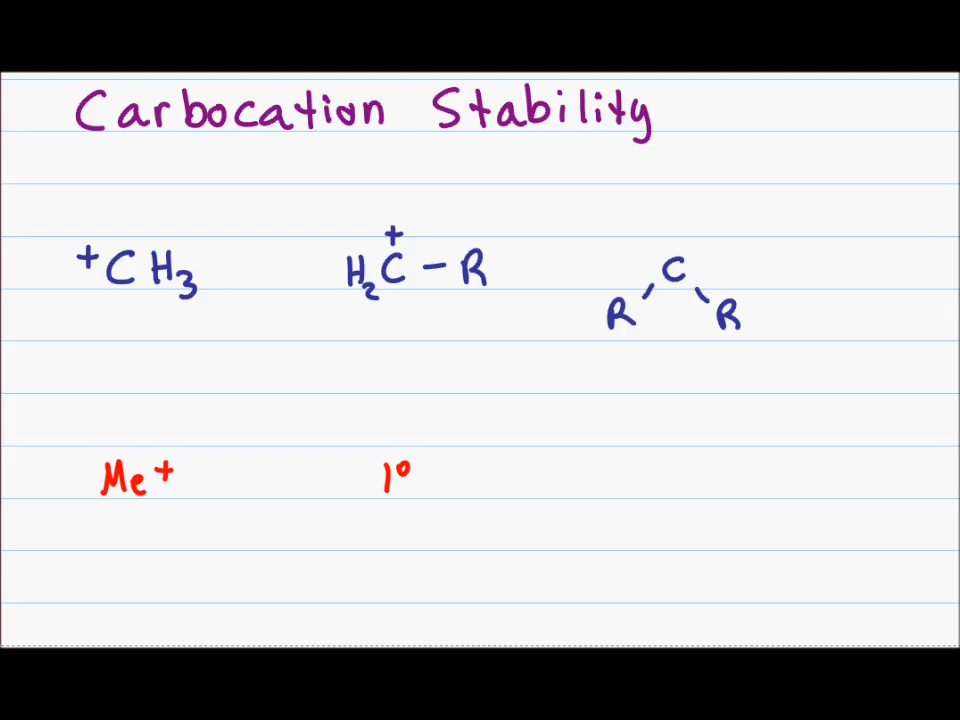 Carbocation Stability
+CH3 H2C+ – R C
R R
Me+ 1°